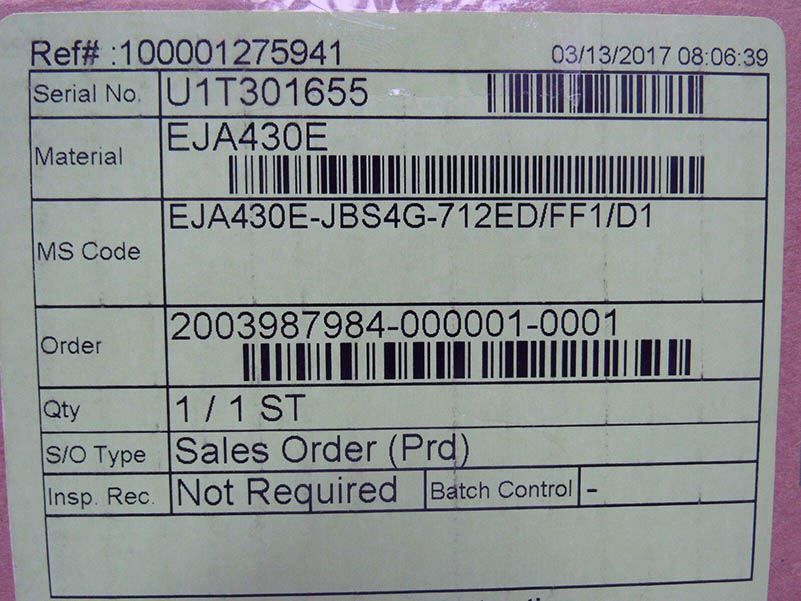 Ref# :100001275941 03/13/2017 08:06:39
Serial No. U1T301655
Material EJA430E
MS Code EJA430E-JBS4G-712ED/FF1/D1
Order 2003987984-000001-0001
Qty 1 / 1 ST
S/O Type Sales Order (Prd)
Insp. Rec. Not Required Batch Control -